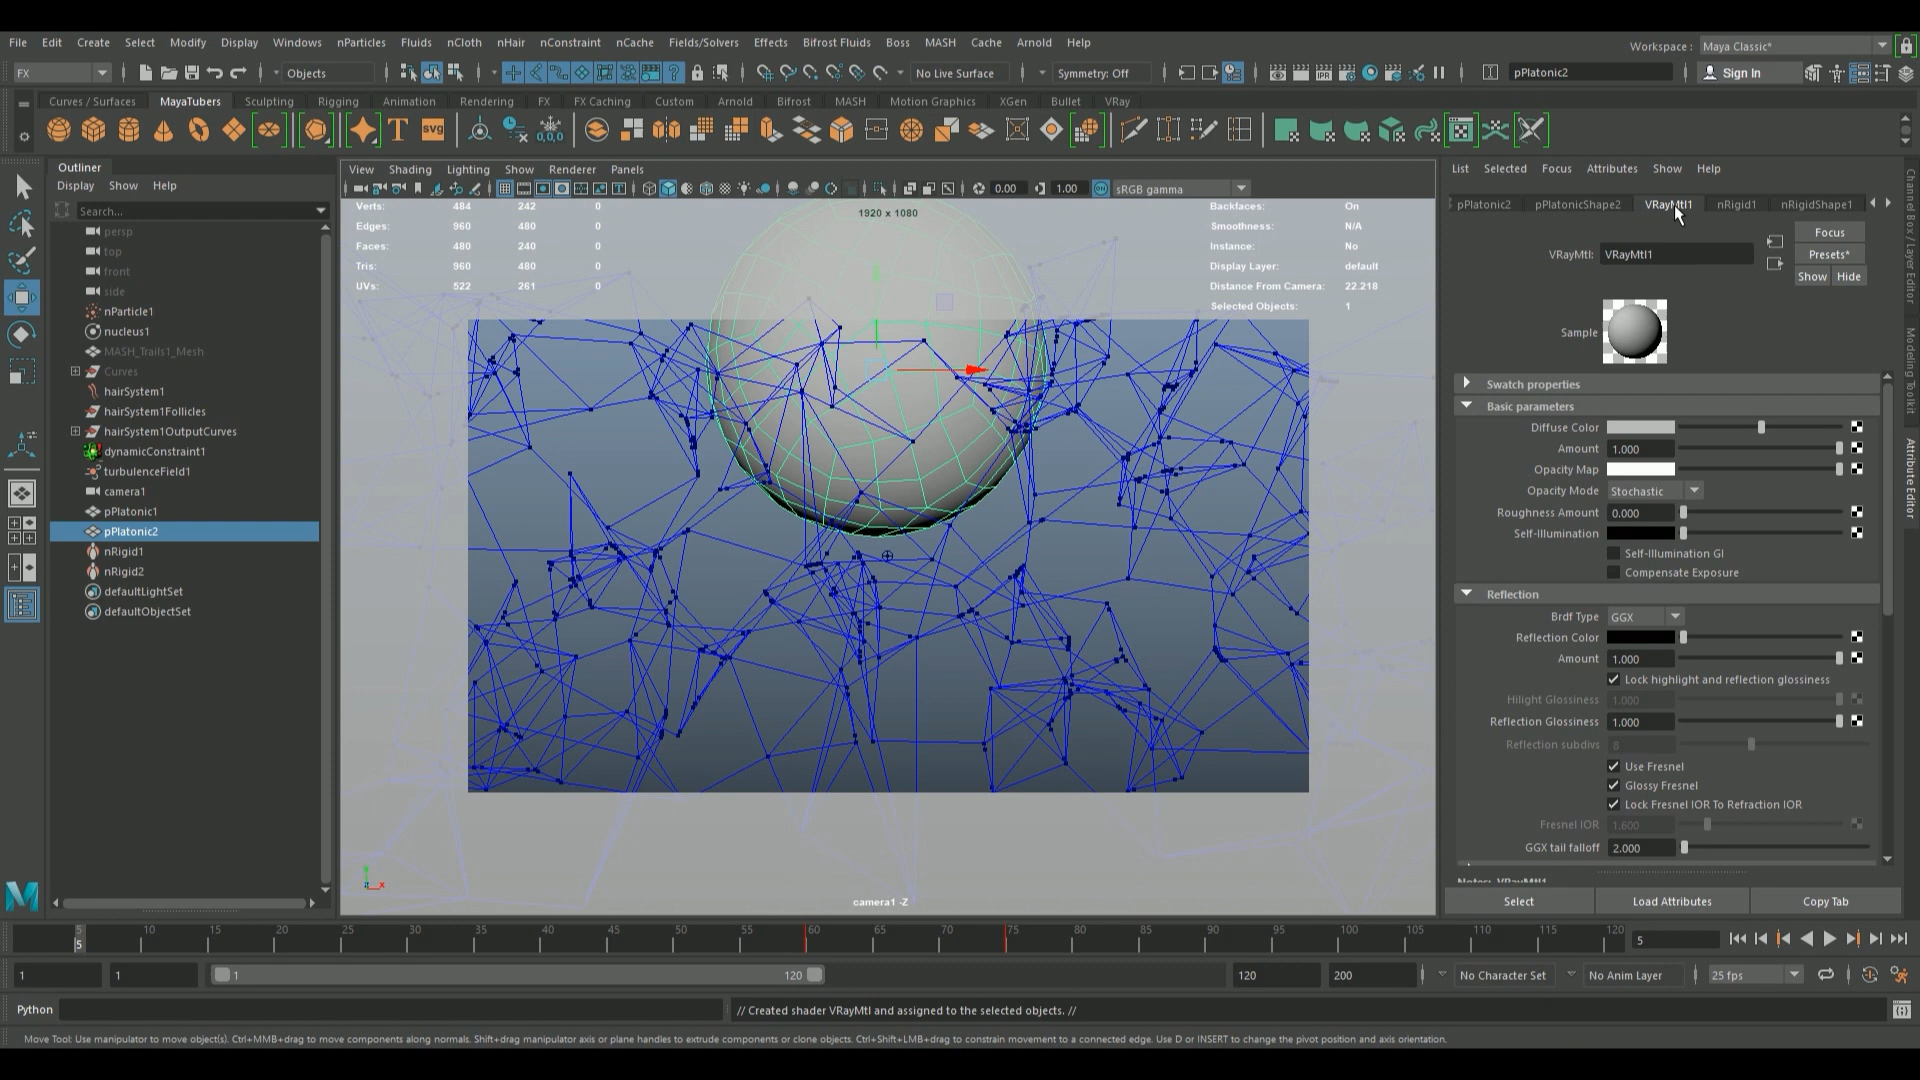 File Edit Create Select Modify Display Windows nParticles Fluids nCloth nHair nConstraint nCache Fields/Solvers Effects Bifrost Fluids Boss MASH Cache Arnold Help
Workspace : Maya Classic*
FX Objects No Live Surface Symmetry: Off pPlatonic2 Sign In
Curves / Surfaces MayaTubers Sculpting Rigging Animation Rendering FX FX Caching Custom Arnold Bifrost MASH Motion Graphics XGen Bullet VRay
T svg 0,0,0
Outliner
Display Show Help
Search...
persp
top
front
side
nParticle1
nucleus1
MASH_Trails1_Mesh
Curves
hairSystem1
hairSystem1Follicles
hairSystem1OutputCurves
dynamicConstraint1
turbulenceField1
camera1
pPlatonic1
pPlatonic2
nRigid1
nRigid2
defaultLightSet
defaultObjectSet
View Shading Lighting Show Renderer Panels
0.00 1.00 sRGB gamma
Verts: 484 242 0
Edges: 960 480 0
Faces: 480 240 0
Tris: 960 480 0
UVs: 522 261 0
1920 x 1080
Backfaces: On
Smoothness: N/A
Instance: No
Display Layer: default
Distance From Camera: 22.218
Selected Objects: 1
camera1 -Z
List Selected Focus Attributes Show Help
pPlatonic2 pPlatonicShape2 VRayMtl1 nRigid1 nRigidShape1
VRayMtl: VRayMtl1
Focus
Presets*
Show Hide
Sample
Swatch properties
Basic parameters
Diffuse Color
Amount 1.000
Opacity Map
Opacity Mode Stochastic
Roughness Amount 0.000
Self-Illumination
Self-Illumination GI
Compensate Exposure
Reflection
Brdf Type GGX
Reflection Color
Amount 1.000
Lock highlight and reflection glossiness
Hilight Glossiness 1.000
Reflection Glossiness 1.000
Reflection subdivs 8
Use Fresnel
Glossy Fresnel
Lock Fresnel IOR To Refraction IOR
Fresnel IOR 1.600
GGX tail falloff 2.000
Notes: VRayMtl1
Select Load Attributes Copy Tab
Channel Box / Layer Editor
Modeling Toolkit
Attribute Editor
5 10 15 20 25 30 35 40 45 50 55 60 65 70 75 80 85 90 95 100 105 110 115 120
5 5
1 1 1 120 120 200 No Character Set No Anim Layer 25 fps
Python // Created shader VRayMtl and assigned to the selected objects. //
Move Tool: Use manipulator to move object(s). Ctrl+MMB+drag to move components along normals. Shift+drag manipulator axis or plane handles to extrude components or clone objects. Ctrl+Shift+LMB+drag to constrain movement to a connected edge. Use D or INSERT to change the pivot position and axis orientation.